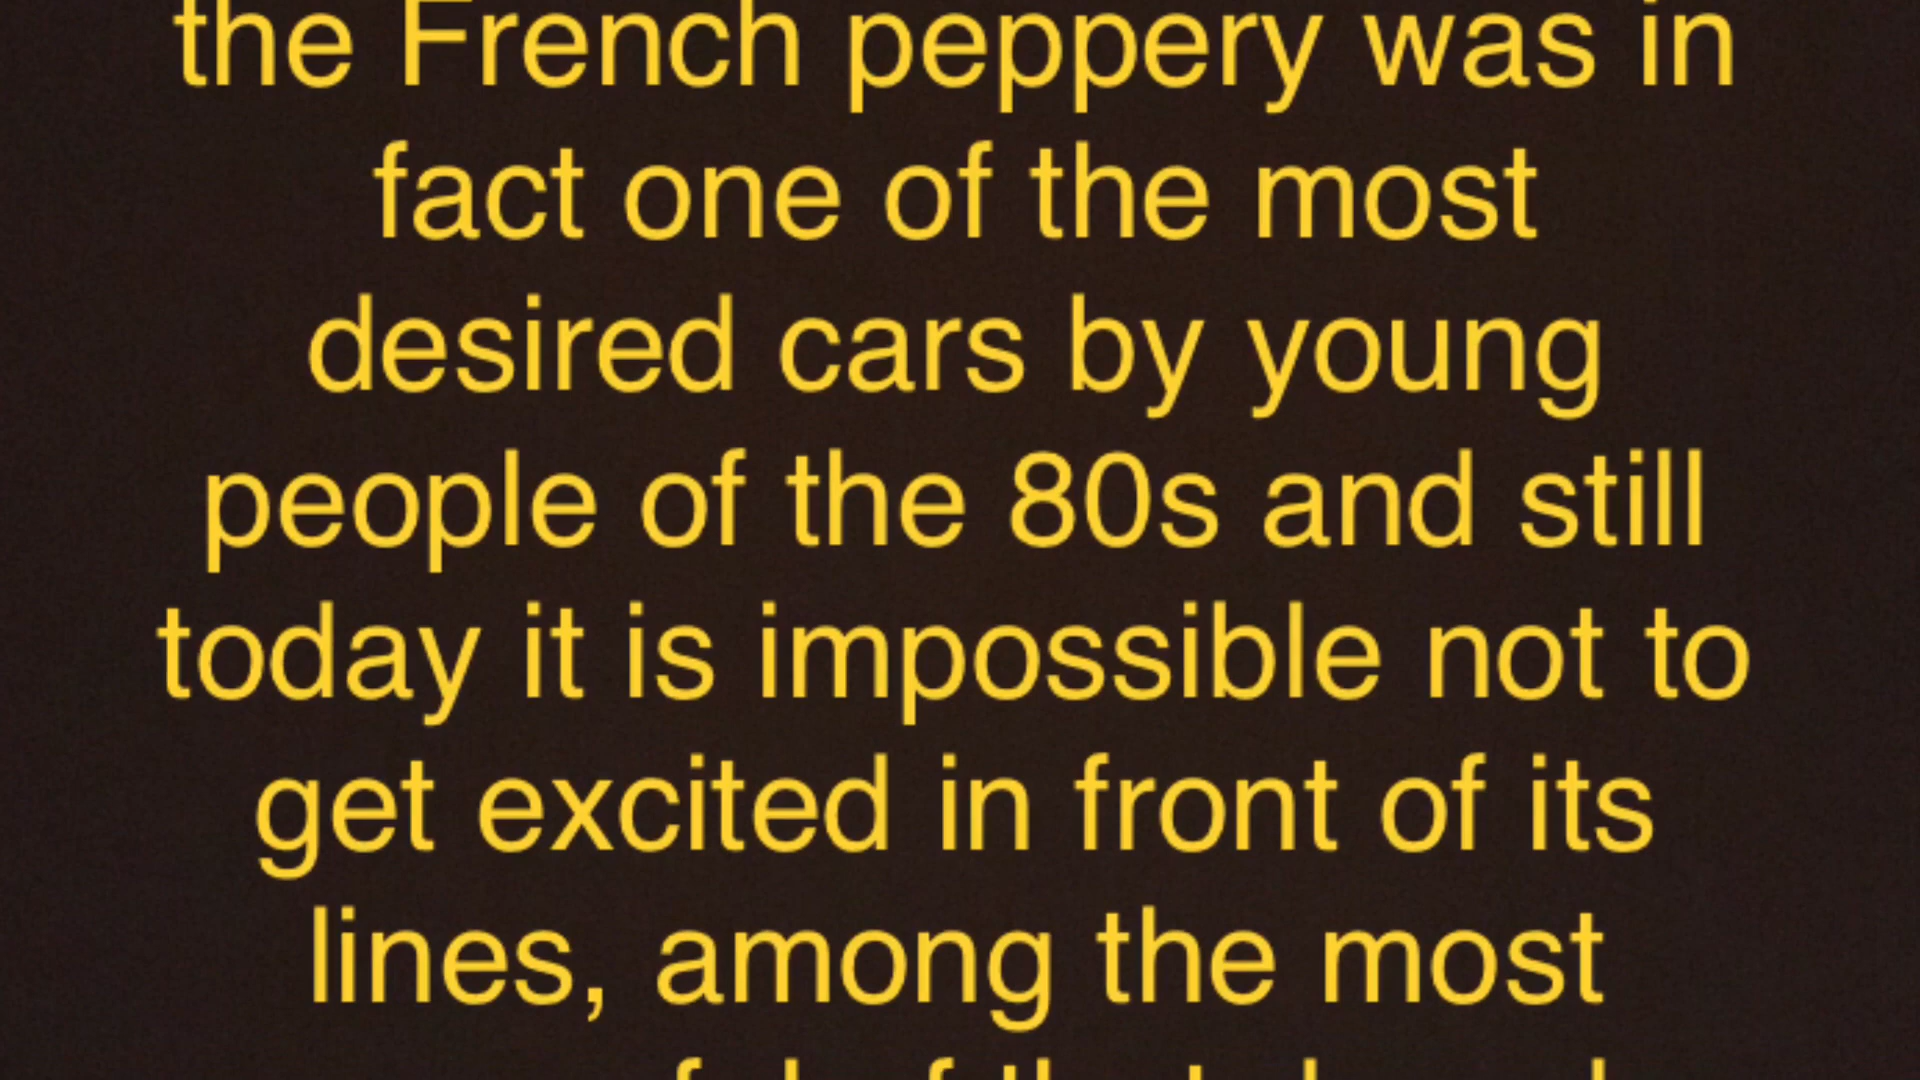 the French peppery was in
fact one of the most
desired cars by young
people of the 80s and still
today it is impossible not to
get excited in front of its
lines, among the most